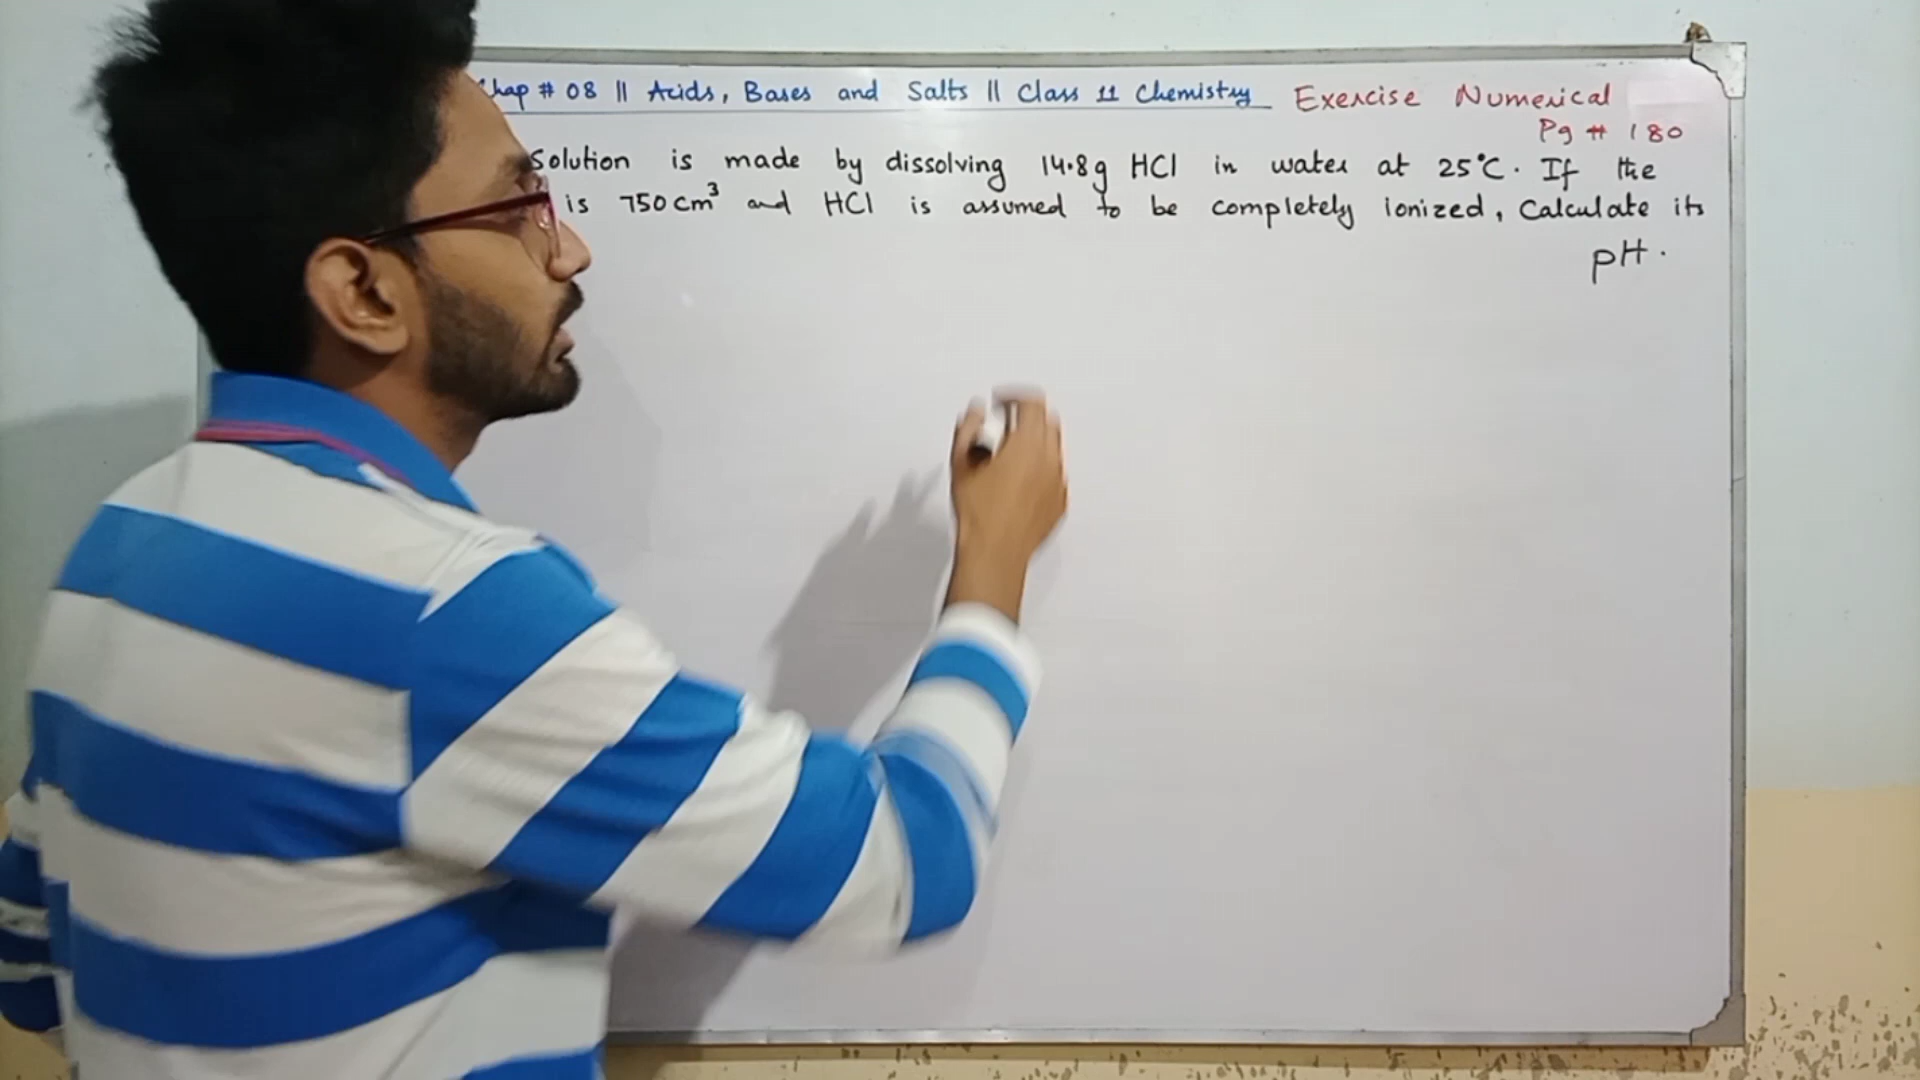 Chap # 08 || Acids, Bases and Salts || Class 11 Chemistry Exercise Numerical
Pg # 180
Solution is made by dissolving 14.8g HCl in water at 25°C. If the
is 750 cm³ and HCl is assumed to be completely ionized, Calculate its
pH.